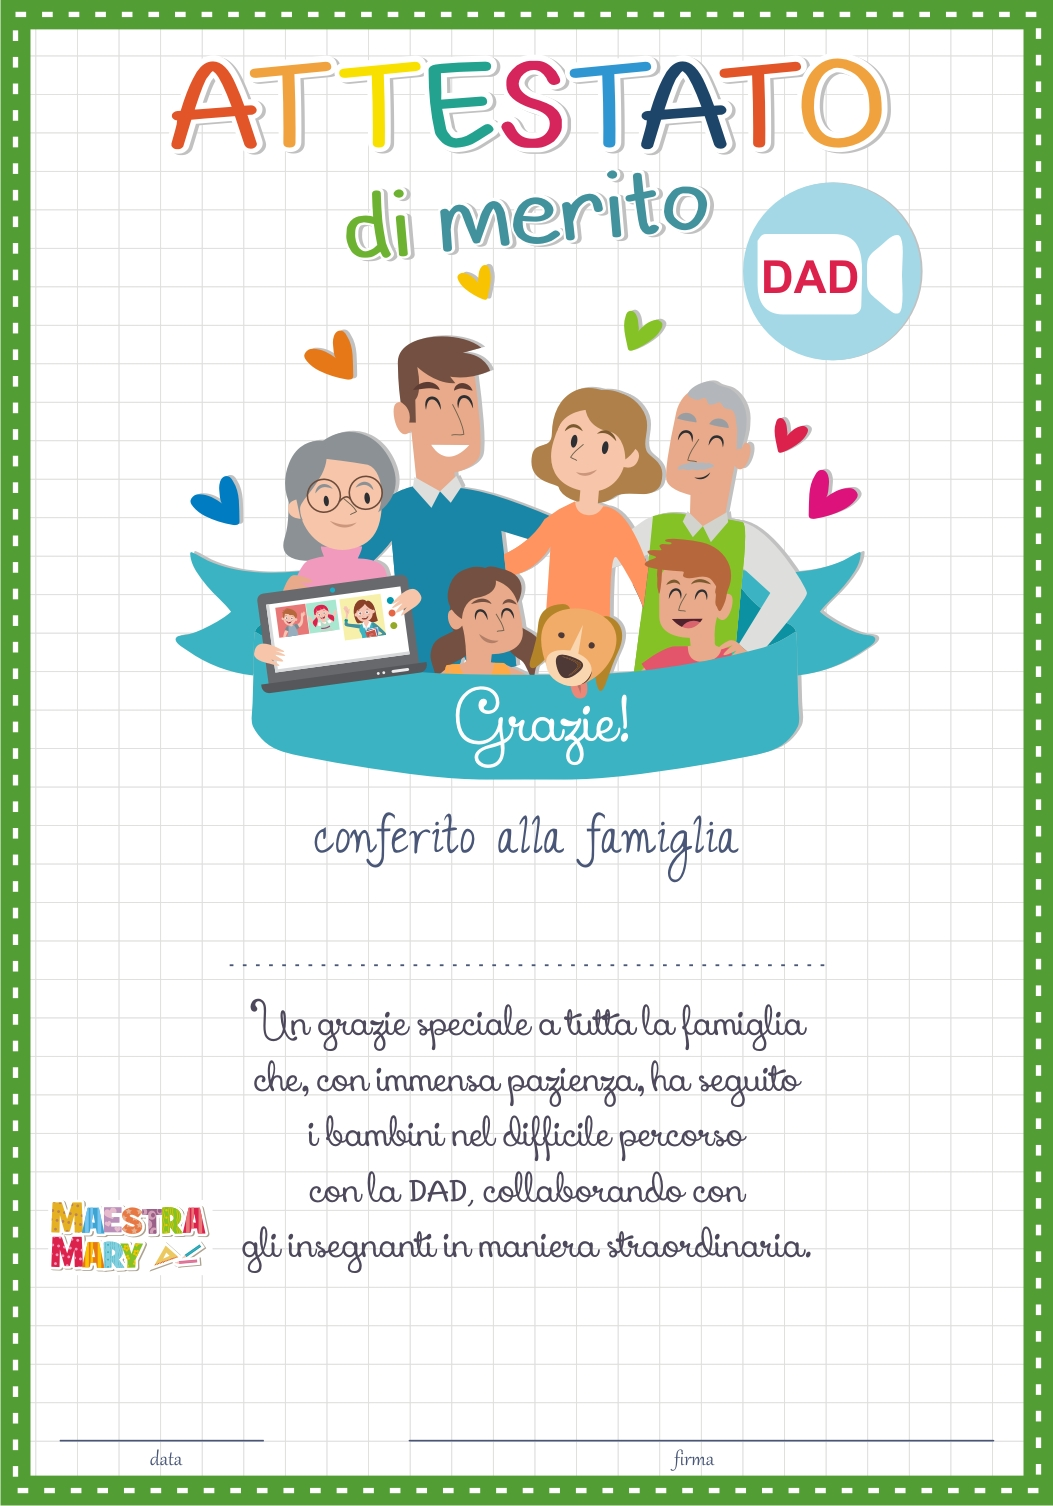 ATTESTATO
di merito
DAD
Grazie!
conferito alla famiglia
Un grazie speciale a tutta la famiglia
che, con immensa pazienza, ha seguito
i bambini nel difficile percorso
con la DAD, collaborando con
gli insegnanti in maniera straordinaria.
MAESTRA
MARY
data
firma